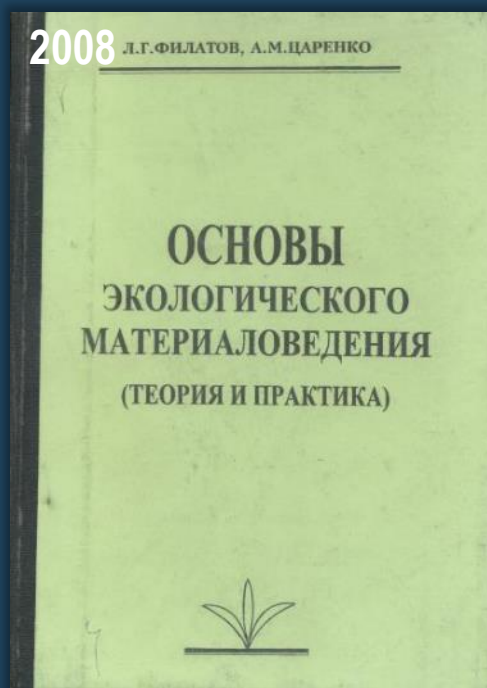 2008
Л.Г.ФИЛАТОВ, А.М.ЦАРЕНКО
ОСНОВЫ
ЭКОЛОГИЧЕСКОГО
МАТЕРИАЛОВЕДЕНИЯ
(ТЕОРИЯ И ПРАКТИКА)